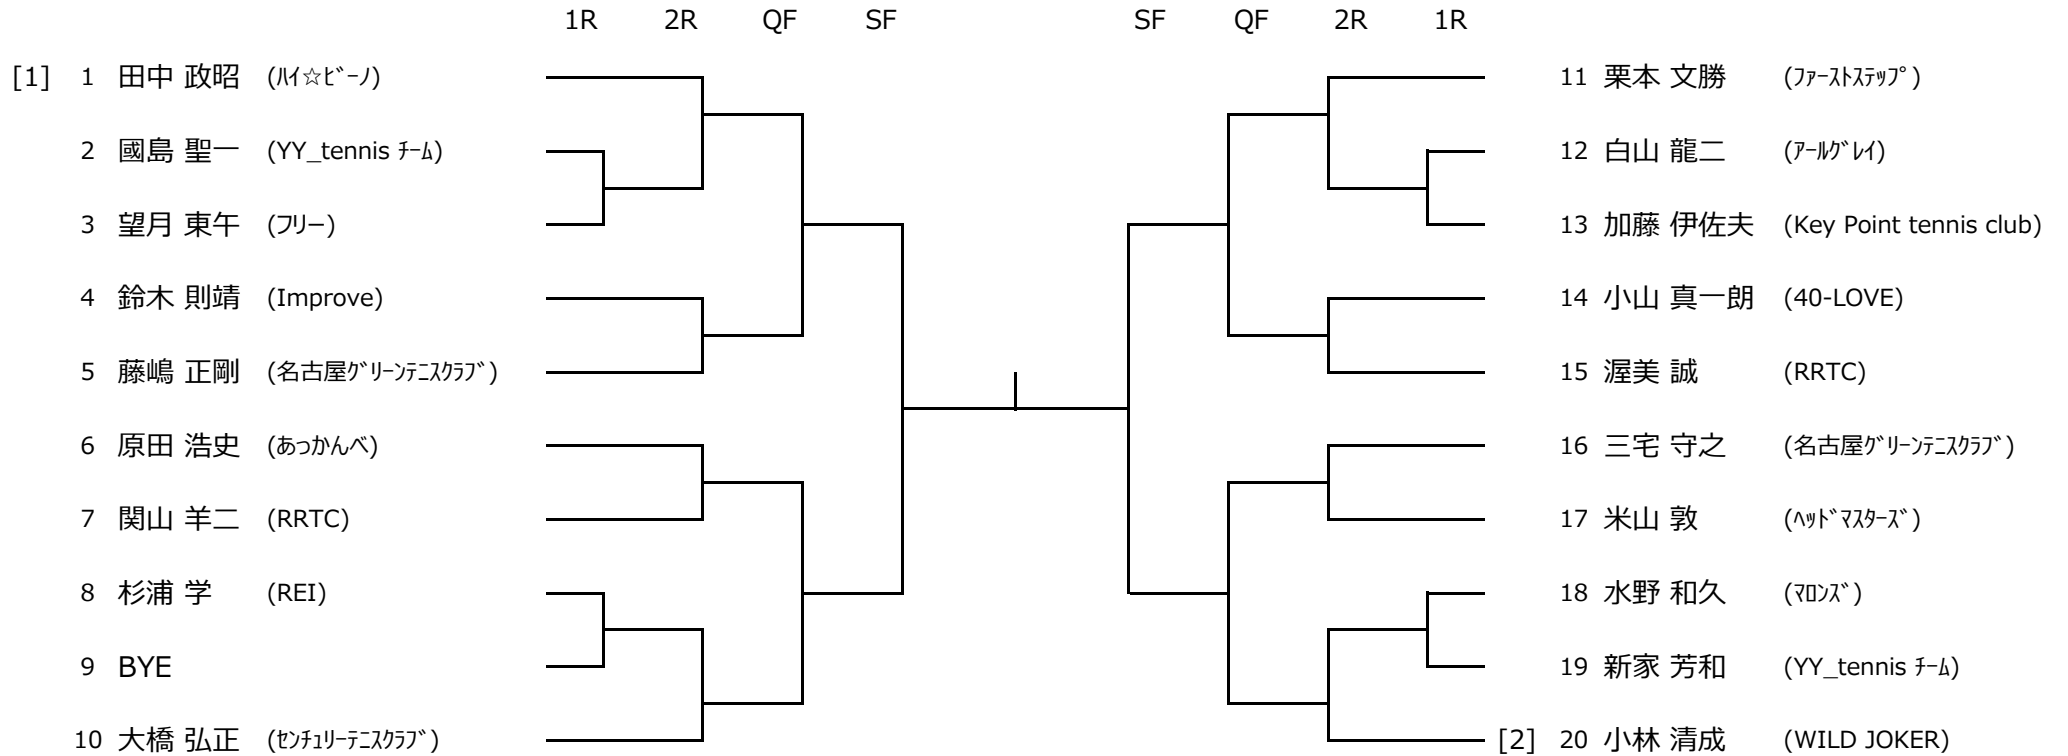 1R 2R QF SF SF QF 2R 1R
[1] 1 田中 政昭 (ﾊｲ☆ﾋﾞｰﾉ) 11 栗本 文勝 (ﾌｧｰｽﾄｽﾃｯﾌﾟ)
2 國島 聖一 (YY_tennis ﾁｰﾑ) 12 白山 龍二 (ｱｰﾙｸﾞﾚｲ)
3 望月 東午 (ﾌﾘｰ) 13 加藤 伊佐夫 (Key Point tennis club)
4 鈴木 則靖 (Improve) 14 小山 真一朗 (40-LOVE)
5 藤嶋 正剛 (名古屋ｸﾞﾘｰﾝﾃﾆｽｸﾗﾌﾞ) 15 渥美 誠 (RRTC)
6 原田 浩史 (あっかんべ) 16 三宅 守之 (名古屋ｸﾞﾘｰﾝﾃﾆｽｸﾗﾌﾞ)
7 関山 羊二 (RRTC) 17 米山 敦 (ﾍｯﾄﾞﾏｽﾀｰｽﾞ)
8 杉浦 学 (REI) 18 水野 和久 (ﾏﾛﾝｽﾞ)
9 BYE 19 新家 芳和 (YY_tennis ﾁｰﾑ)
10 大橋 弘正 (ｾﾝﾁｭﾘｰﾃﾆｽｸﾗﾌﾞ) [2] 20 小林 清成 (WILD JOKER)